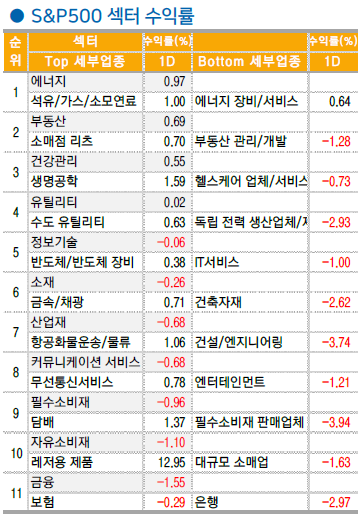 ● S&P500 섹터 수익률
순위 섹터 수익률(%) 수익률(%)
Top 세부업종 1D Bottom 세부업종 1D
1 에너지 0.97
석유/가스/소모연료 1.00 에너지 장비/서비스 0.64
2 부동산 0.69
소매점 리츠 0.70 부동산 관리/개발 -1.28
3 건강관리 0.55
생명공학 1.59 헬스케어 업체/서비스 -0.73
4 유틸리티 0.02
수도 유틸리티 0.63 독립 전력 생산업체/ -2.93
5 정보기술 -0.06
반도체/반도체 장비 0.38 IT서비스 -1.00
6 소재 -0.26
금속/채광 0.71 건축자재 -2.62
7 산업재 -0.68
항공화물운송/물류 1.06 건설/엔지니어링 -3.74
8 커뮤니케이션 서비스 -0.68
무선통신서비스 0.78 엔터테인먼트 -1.21
9 필수소비재 -0.96
담배 1.37 필수소비재 판매업체 -3.94
10 자유소비재 -1.10
레저용 제품 12.95 대규모 소매업 -1.63
11 금융 -1.55
보험 -0.29 은행 -2.97